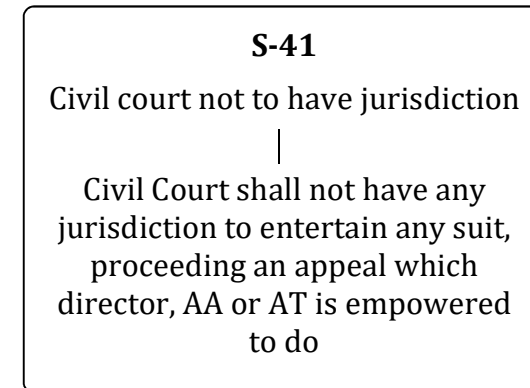 S-41
Civil court not to have jurisdiction
Civil Court shall not have any
jurisdiction to entertain any suit,
proceeding an appeal which
director, AA or AT is empowered
to do